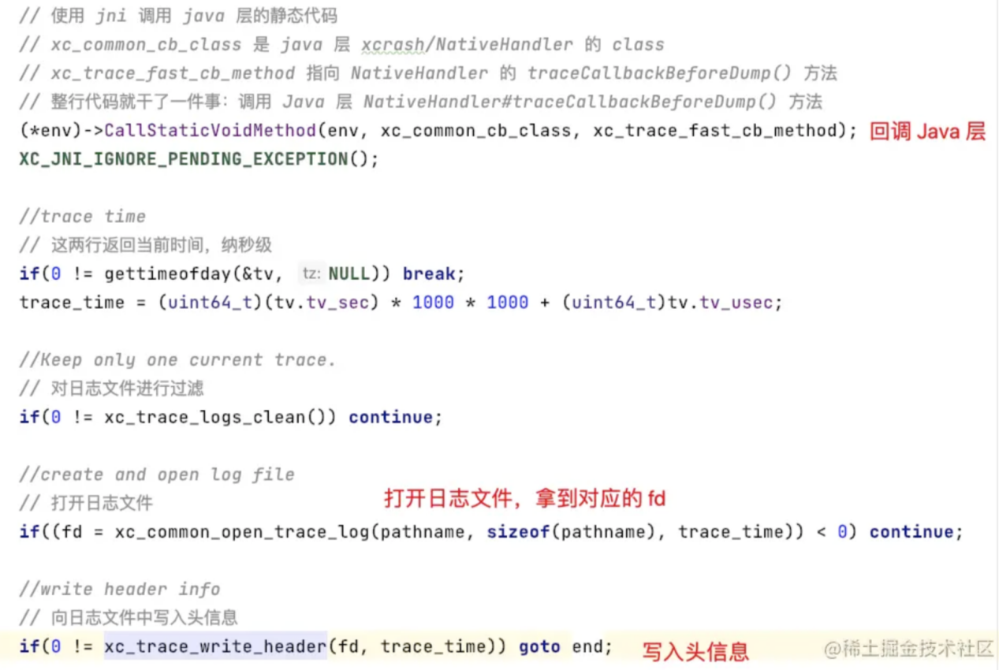 // 使用 jni 调用 java 层的静态代码
// xc_common_cb_class 是 java 层 xcrash/NativeHandler 的 class
// xc_trace_fast_cb_method 指向 NativeHandler 的 traceCallbackBeforeDump() 方法
// 整行代码就干了一件事：调用 Java 层 NativeHandler#traceCallbackBeforeDump() 方法
(*env)->CallStaticVoidMethod(env, xc_common_cb_class, xc_trace_fast_cb_method); 回调 Java 层
XC_JNI_IGNORE_PENDING_EXCEPTION();
//trace time
// 这两行返回当前时间，纳秒级
if(0 != gettimeofday(&tv, tz: NULL)) break;
trace_time = (uint64_t)(tv.tv_sec) * 1000 * 1000 + (uint64_t)tv.tv_usec;
//Keep only one current trace.
// 对日志文件进行过滤
if(0 != xc_trace_logs_clean()) continue;
//create and open log file
// 打开日志文件 打开日志文件，拿到对应的 fd
if((fd = xc_common_open_trace_log(pathname, sizeof(pathname), trace_time)) < 0) continue;
//write header info
// 向日志文件中写入头信息
if(0 != xc_trace_write_header(fd, trace_time)) goto end; 写入头信息 @稀土掘金技术社区